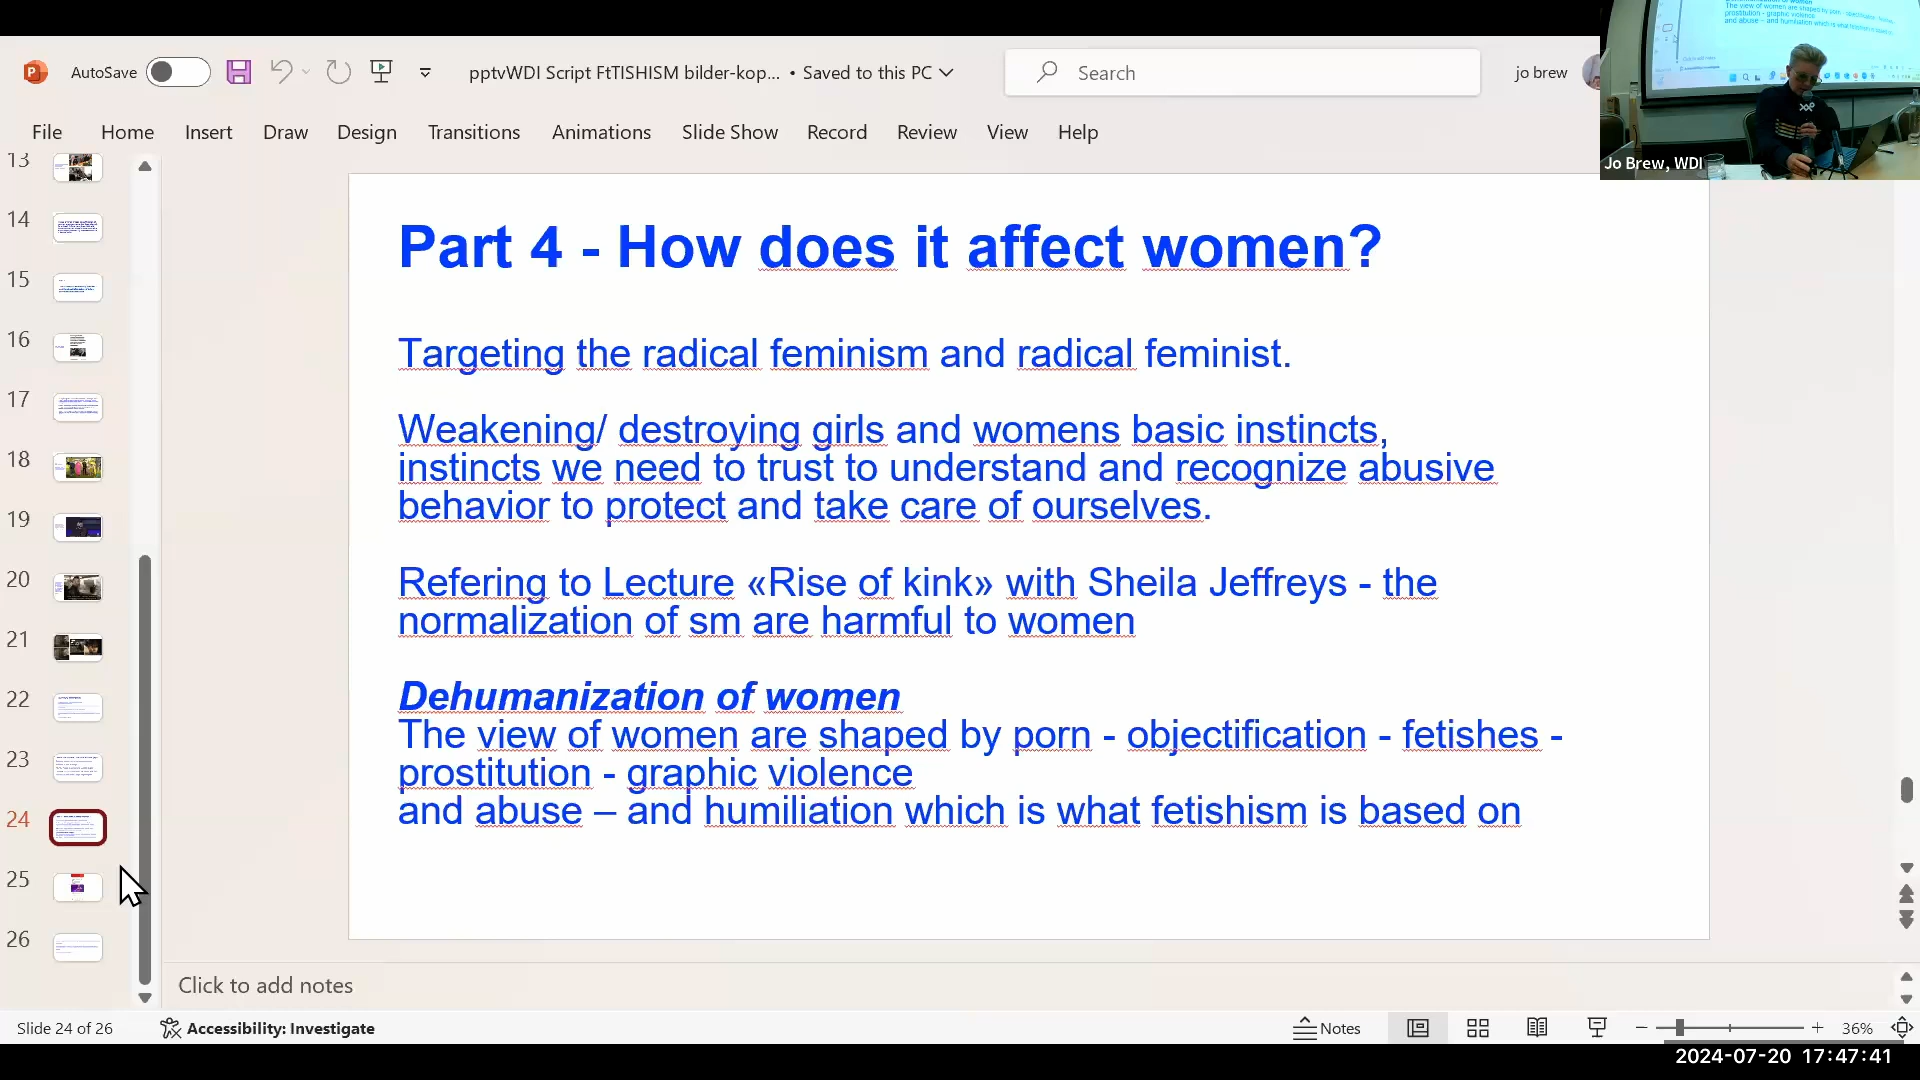 AutoSave
pptvWDI Script FtTISHISM bilder-kop... • Saved to this PC
Search
jo brew
File Home Insert Draw Design Transitions Animations Slide Show Record Review View Help
Jo Brew, WDI
13
14
15
16
17
18
19
20
21
22
23
24
25
26
Part 4 - How does it affect women?
Targeting the radical feminism and radical feminist.
Weakening/ destroying girls and womens basic instincts,
instincts we need to trust to understand and recognize abusive
behavior to protect and take care of ourselves.
Refering to Lecture «Rise of kink» with Sheila Jeffreys - the
normalization of sm are harmful to women
Dehumanization of women
The view of women are shaped by porn - objectification - fetishes -
prostitution - graphic violence
and abuse – and humiliation which is what fetishism is based on
Click to add notes
Slide 24 of 26 Accessibility: Investigate Notes 36%
2024-07-20 17:47:41